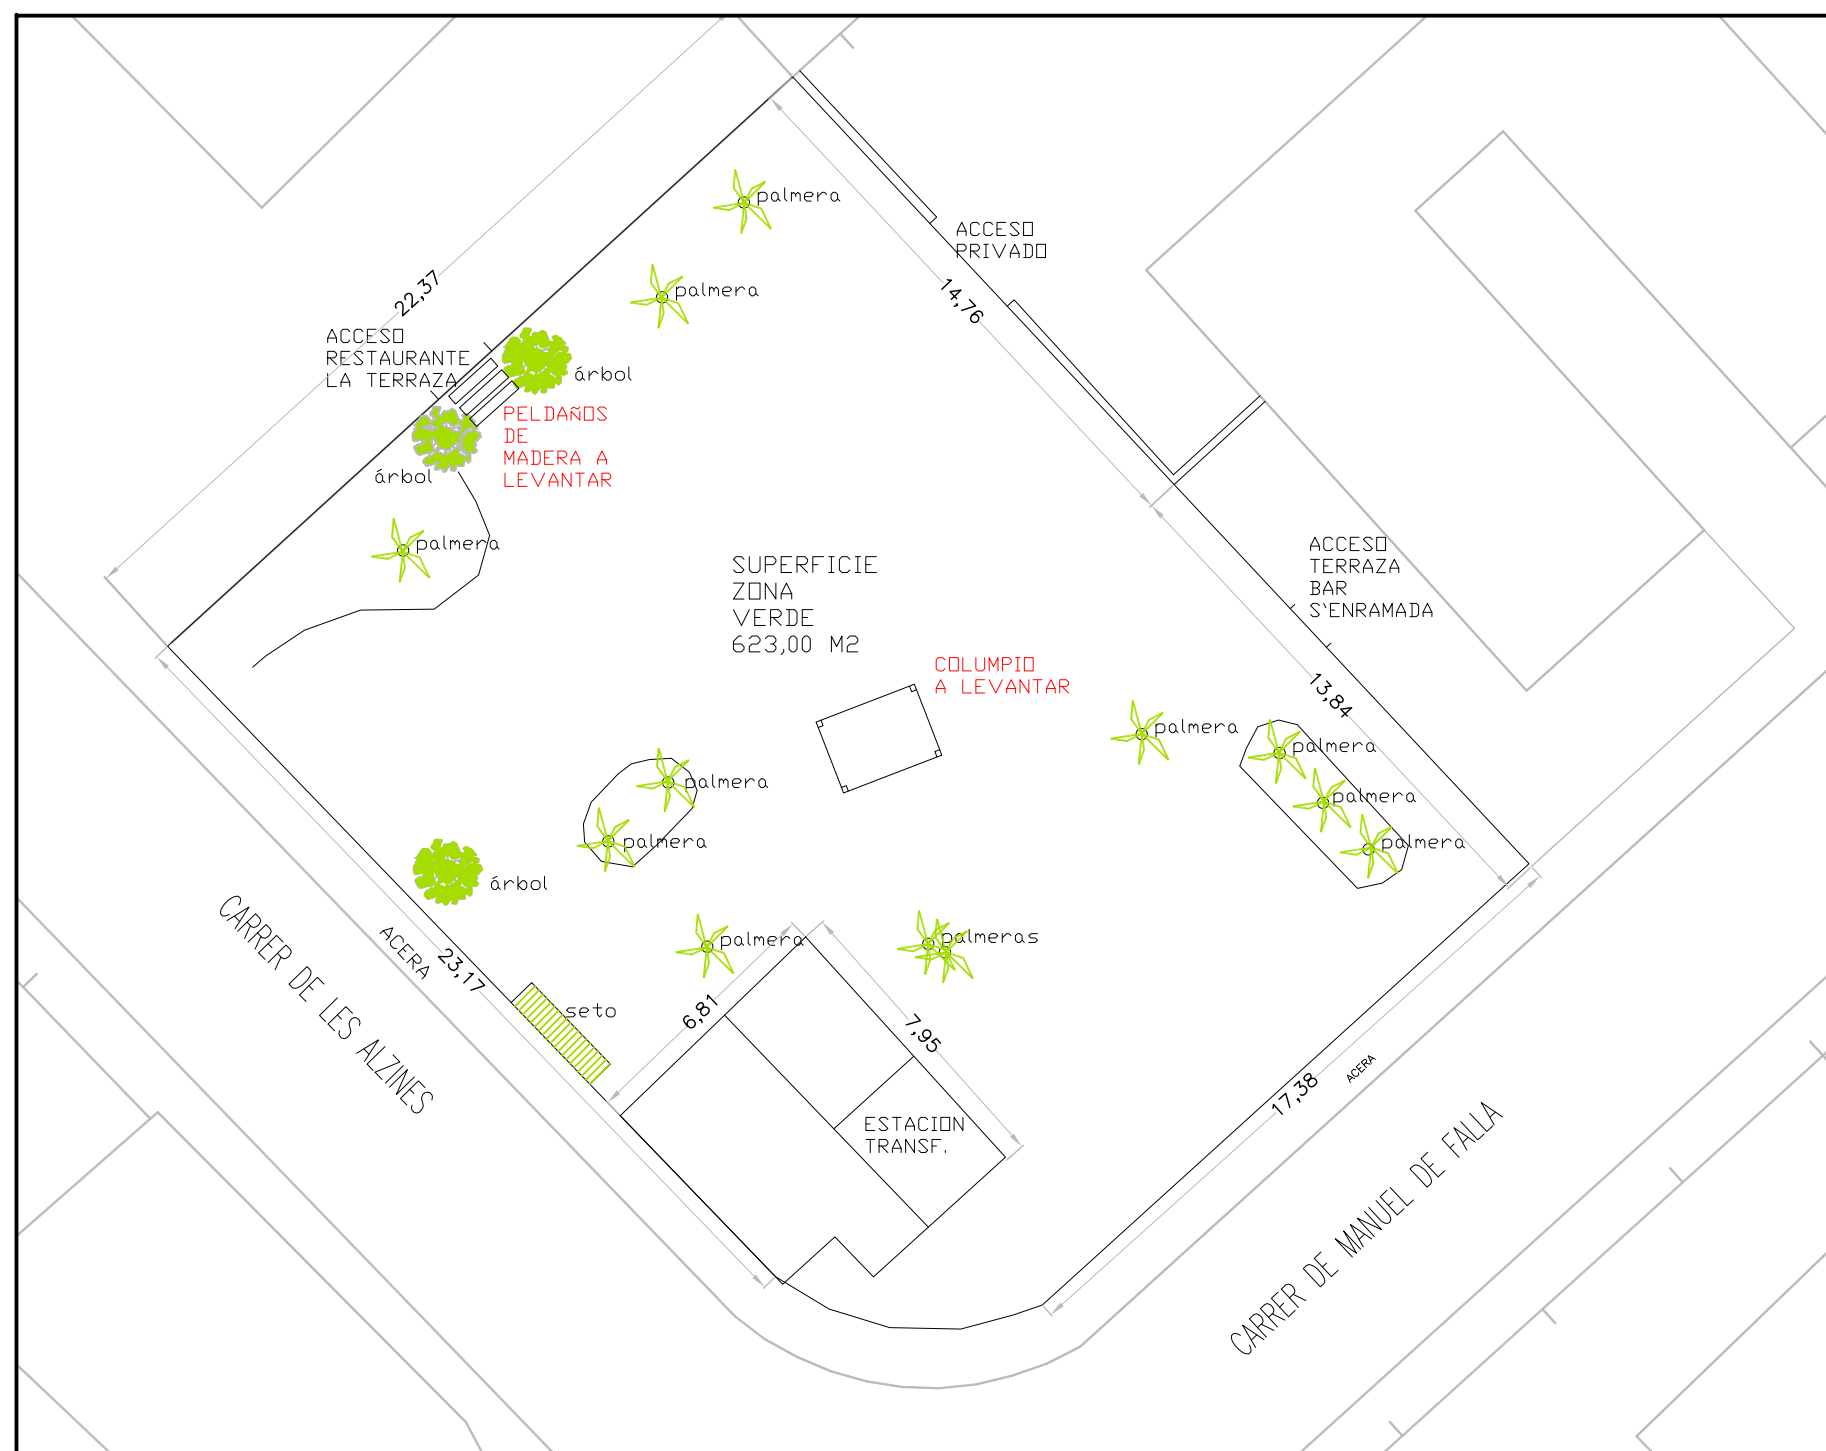 palmera
ACCESO
PRIVADO
palmera
22,37
14,76
ACCESO
RESTAURANTE
LA TERRAZA
árbol
PELDAÑOS
DE
MADERA A
LEVANTAR
árbol
palmera
ACCESO
TERRAZA
BAR
S'ENRAMADA
SUPERFICIE
ZONA
VERDE
623,00 M2
COLUMPIO
A LEVANTAR
13,84
palmera
palmera
palmera
palmera
palmera
palmera
árbol
CARRER DE LES ALZINES
ACERA
23,17
palmera
palmeras
seto
6,81
7,95
ESTACION
TRANSF.
17,38
ACERA
CARRER DE MANUEL DE FALLA